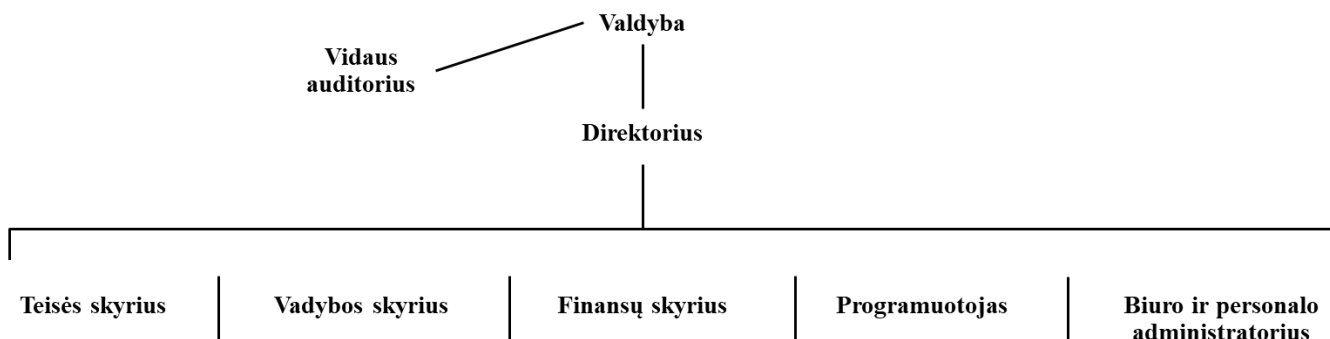 Valdyba
Vidaus
auditorius
Direktorius
Teisės skyrius
Vadybos skyrius
Finansų skyrius
Programuotojas
Biuro ir personalo
administratorius